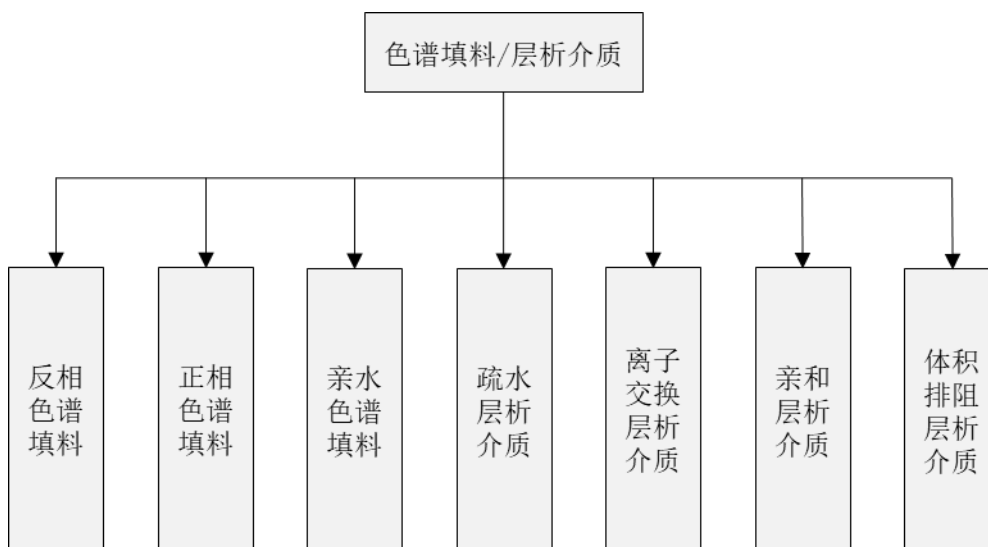 色谱填料/层析介质
反相
色谱
填料
正相
色谱
填料
亲水
色谱
填料
疏水
层析
介质
离子
交换
层析
介质
亲和
层析
介质
体积
排阻
层析
介质